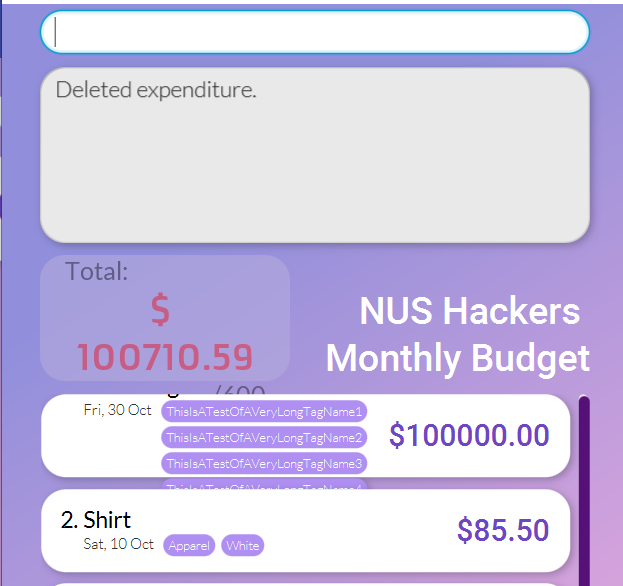 Deleted expenditure.
Total:
$
100710.59
/600
NUS Hackers
Monthly Budget
Fri, 30 Oct
ThisIsATestOfAVeryLongTagName1
ThisIsATestOfAVeryLongTagName2
ThisIsATestOfAVeryLongTagName3
ThisIsATestOfAVeryLongTagName4
$100000.00
2. Shirt
Sat, 10 Oct Apparel White
$85.50